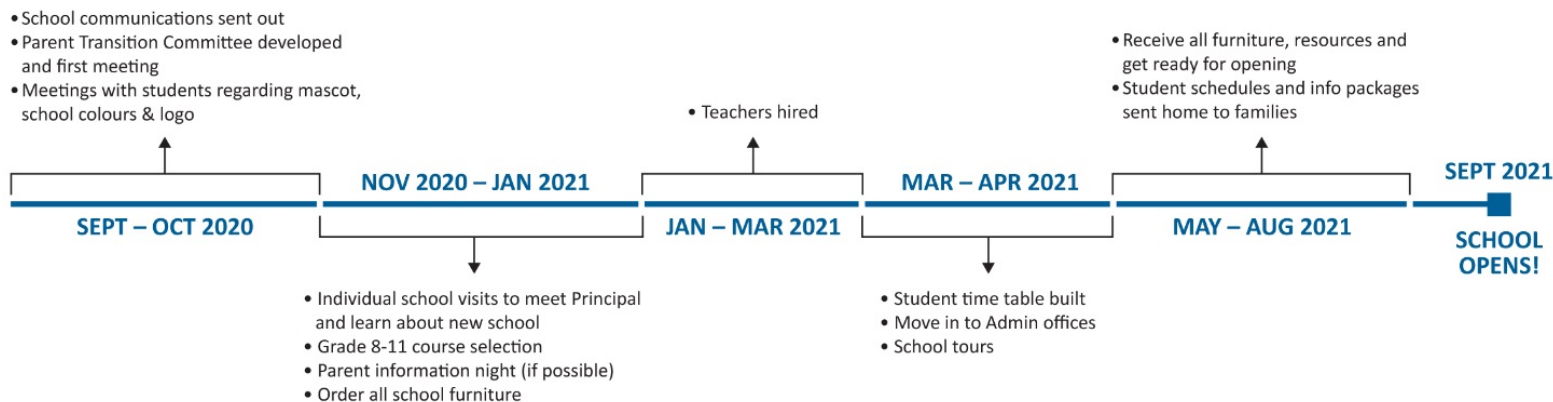 • School communications sent out
• Parent Transition Committee developed
and first meeting
• Meetings with students regarding mascot,
school colours & logo
SEPT – OCT 2020
NOV 2020 – JAN 2021
• Individual school visits to meet Principal
and learn about new school
• Grade 8-11 course selection
• Parent information night (if possible)
• Order all school furniture
• Teachers hired
JAN – MAR 2021
MAR – APR 2021
• Student time table built
• Move in to Admin offices
• School tours
• Receive all furniture, resources and
get ready for opening
• Student schedules and info packages
sent home to families
MAY – AUG 2021
SEPT 2021
SCHOOL
OPENS!